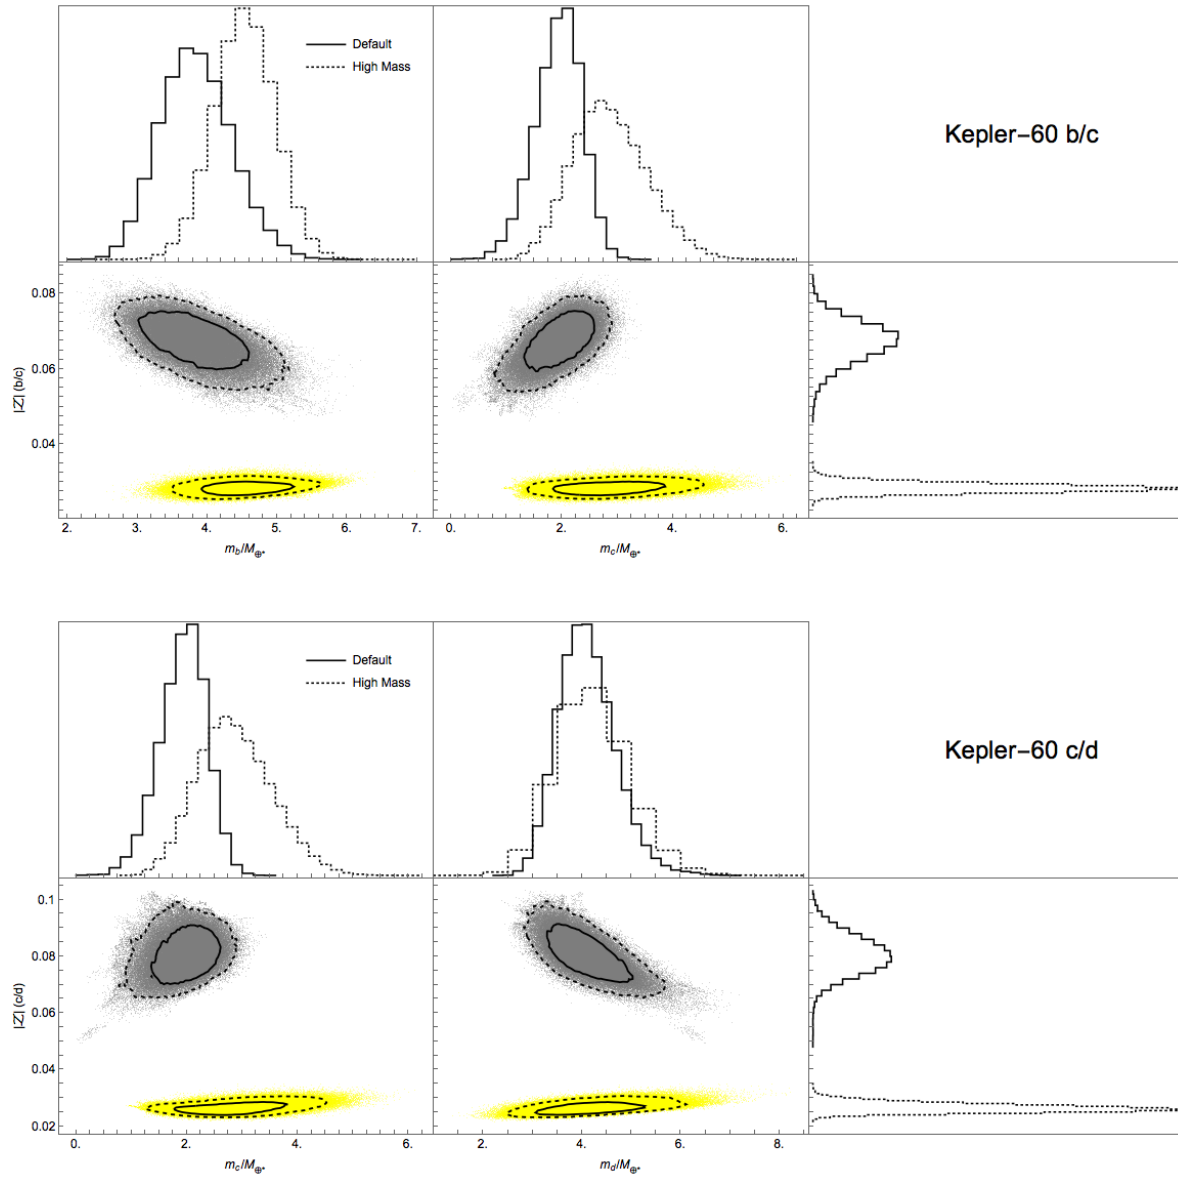 Default
High Mass
Kepler−60 b/c
0.08
0.06
0.04
|Z| (b/c)
2. 3. 4. 5. 6. 7. 0. 2. 4. 6.
m_b/M_⊕* m_c/M_⊕*
Default
High Mass
Kepler−60 c/d
0.1
0.08
0.06
0.04
0.02
|Z| (c/d)
0. 2. 4. 6. 2. 4. 6. 8.
m_c/M_⊕* m_d/M_⊕*